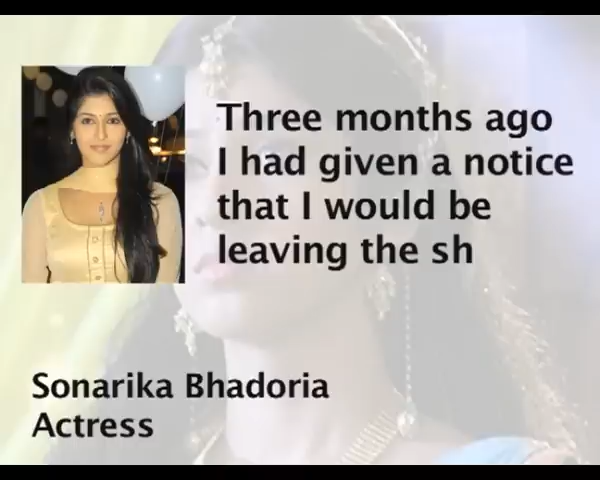 Three months ago
I had given a notice
that I would be
leaving the sh
Sonarika Bhadoria
Actress